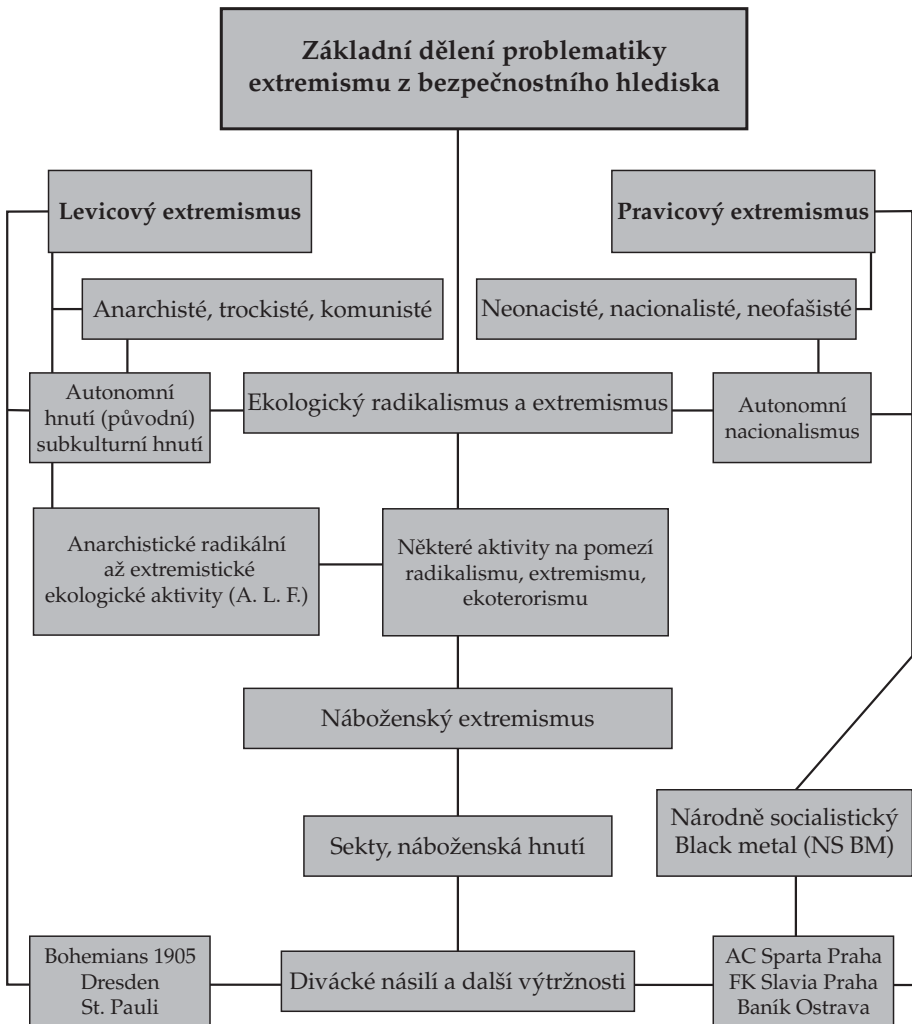 Základní dělení problematiky
extremismu z bezpečnostního hlediska
Levicový extremismus
Pravicový extremismus
Anarchisté, trockisté, komunisté
Neonacisté, nacionalisté, neofašisté
Autonomní
hnutí (původní)
subkulturní hnutí
Ekologický radikalismus a extremismus
Autonomní
nacionalismus
Anarchistické radikální
až extremistické
ekologické aktivity (A. L. F.)
Některé aktivity na pomezí
radikalismu, extremismu,
ekoterorismu
Náboženský extremismus
Sekty, náboženská hnutí
Národně socialistický
Black metal (NS BM)
Bohemians 1905
Dresden
St. Pauli
Divácké násilí a další výtržnosti
AC Sparta Praha
FK Slavia Praha
Baník Ostrava